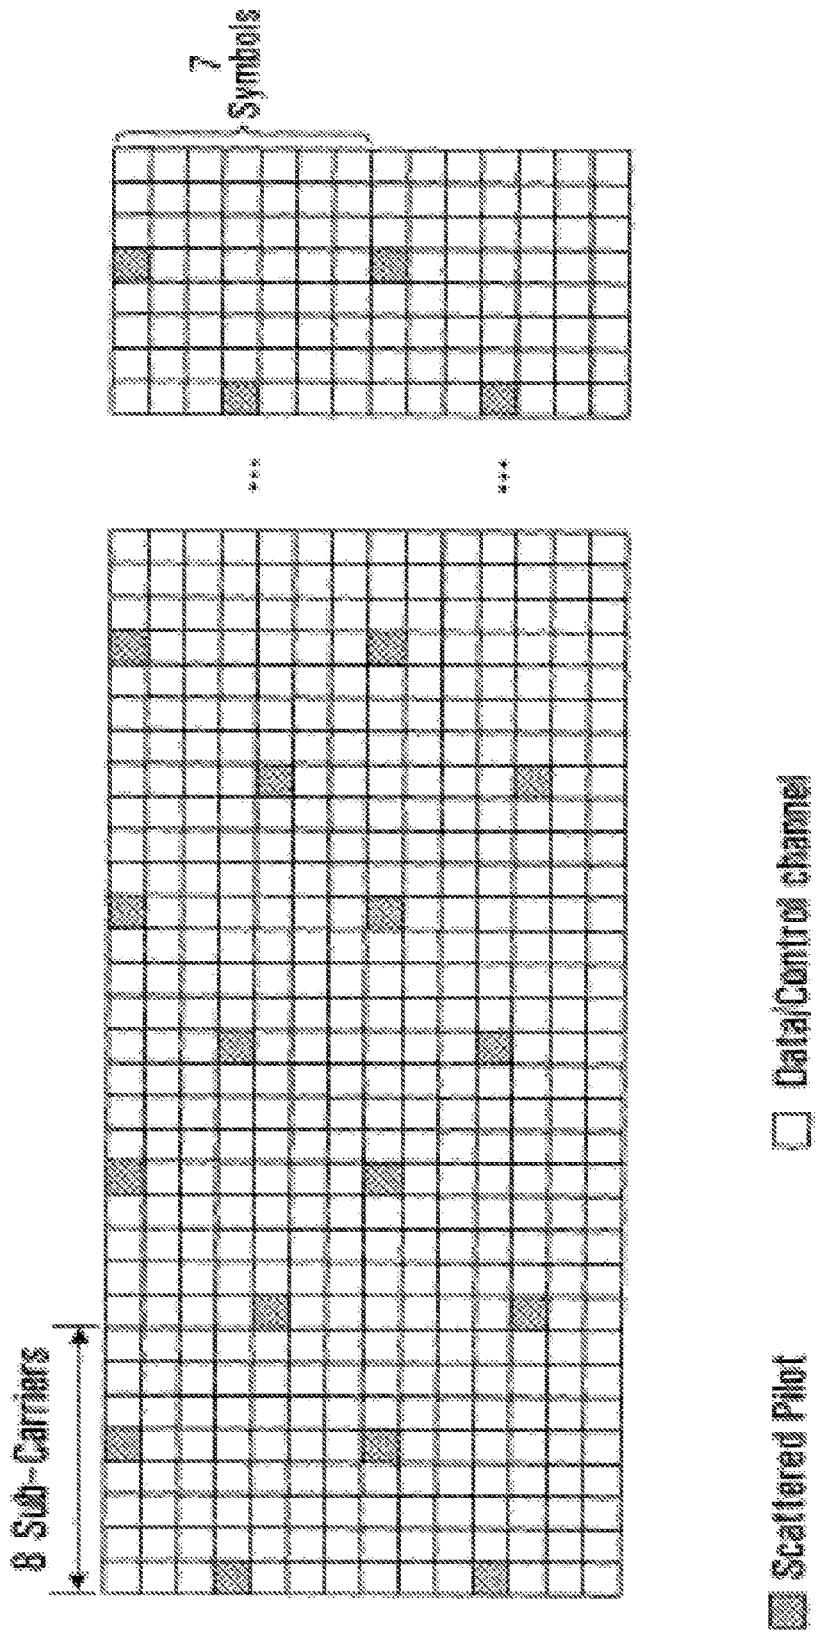 7
Symbols
...
...
8 Sub-Carriers
Scattered Pilot
Data/Control channel